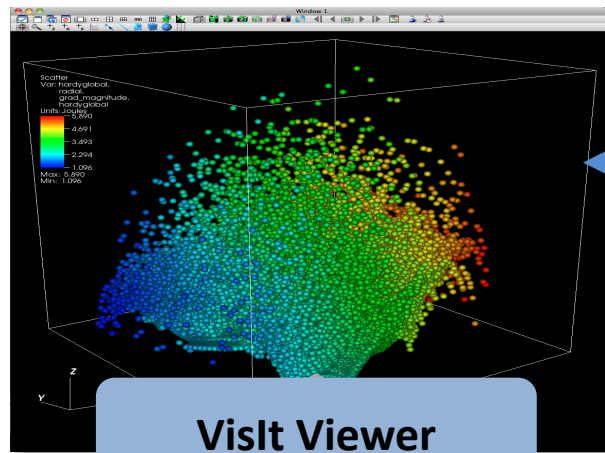 Window 1
Scatter
Var: hardyglobal,
radial,
grad_magnitude,
hardyglobal
Units: Joules
5.890
4.691
3.493
2.294
1.096
Max: 5.890
Min: 1.096
Z
Y
VisIt Viewer